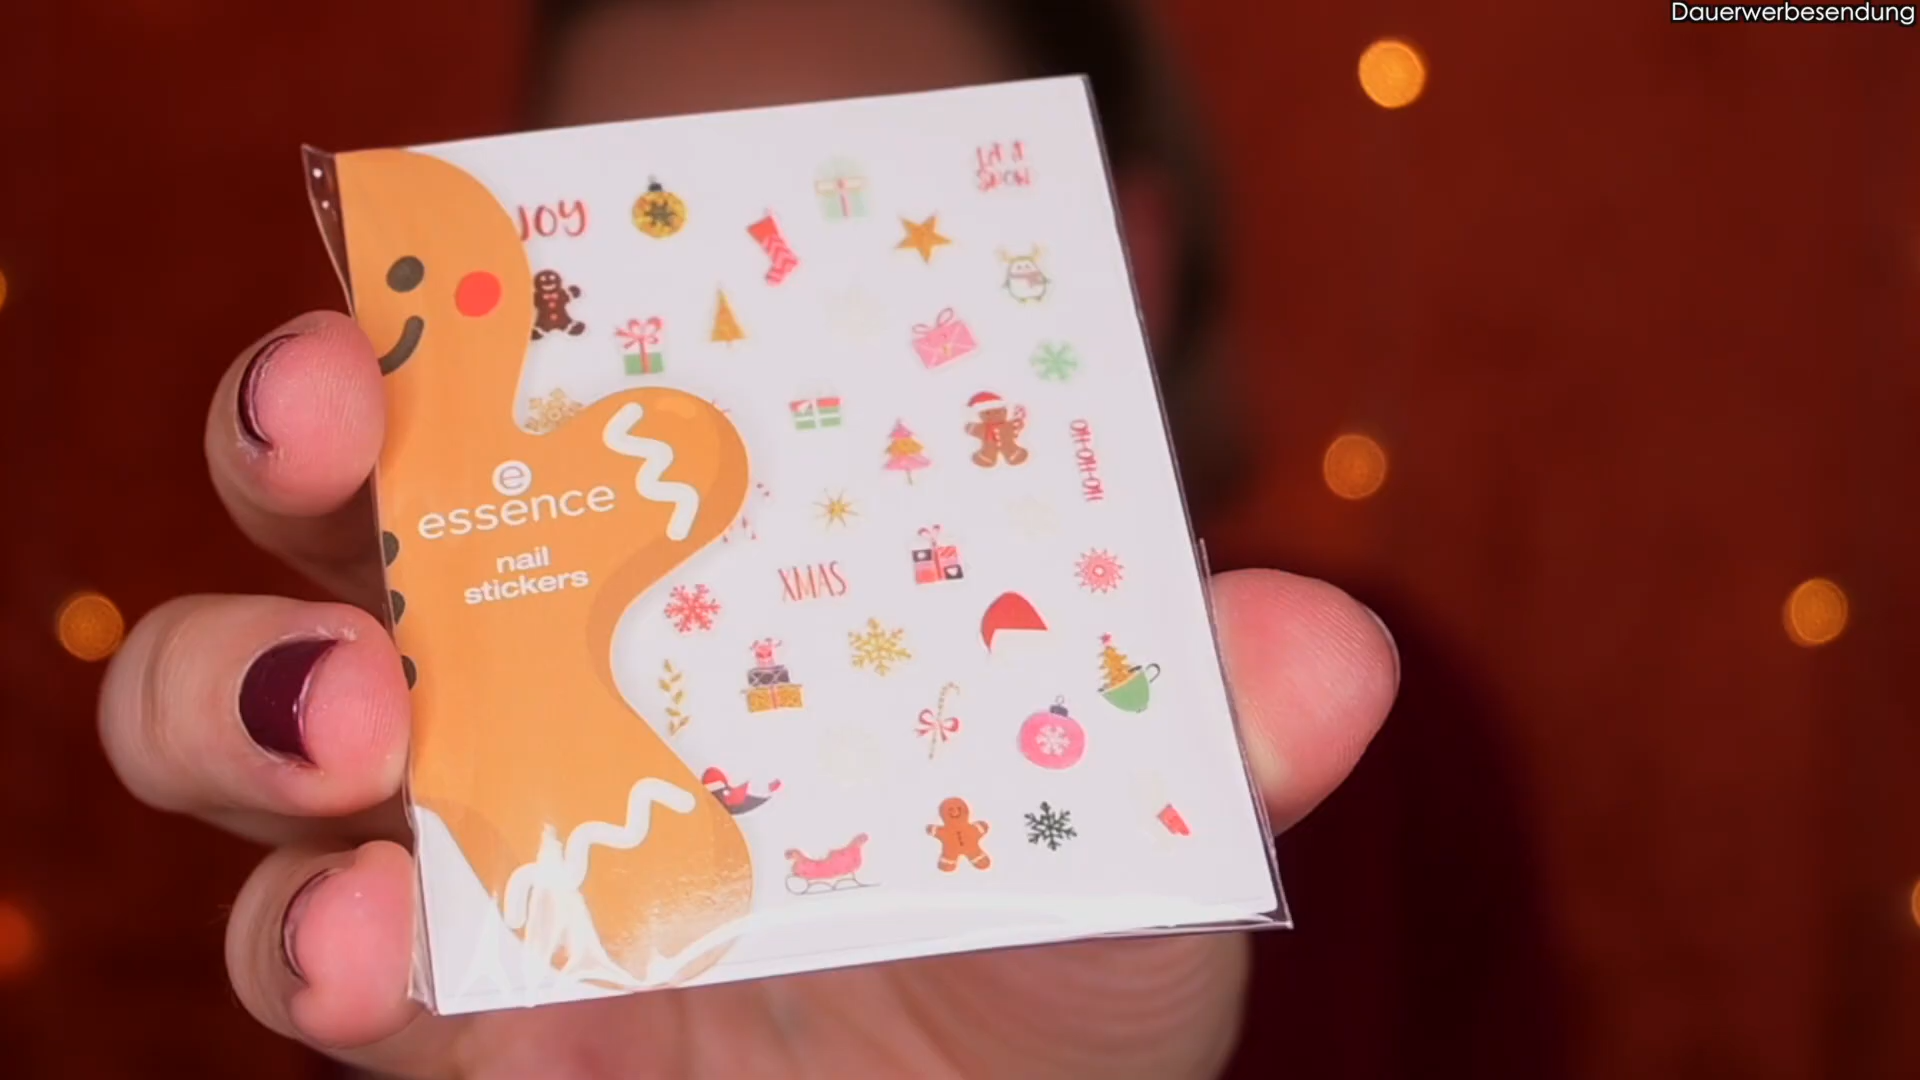 Dauerwerbesendung
LET IT
SNOW
JOY
HO-HO-HO
e
essence
nail
stickers
XMAS